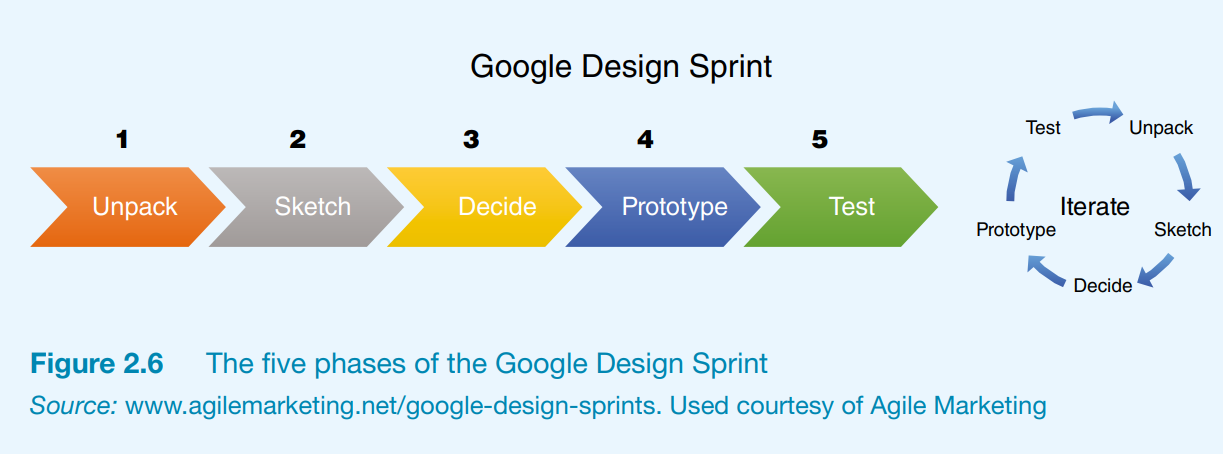 Google Design Sprint
1 2 3 4 5
Unpack Sketch Decide Prototype Test
Test Unpack
Iterate
Prototype Sketch
Decide
Figure 2.6 The five phases of the Google Design Sprint
Source: www.agilemarketing.net/google-design-sprints. Used courtesy of Agile Marketing